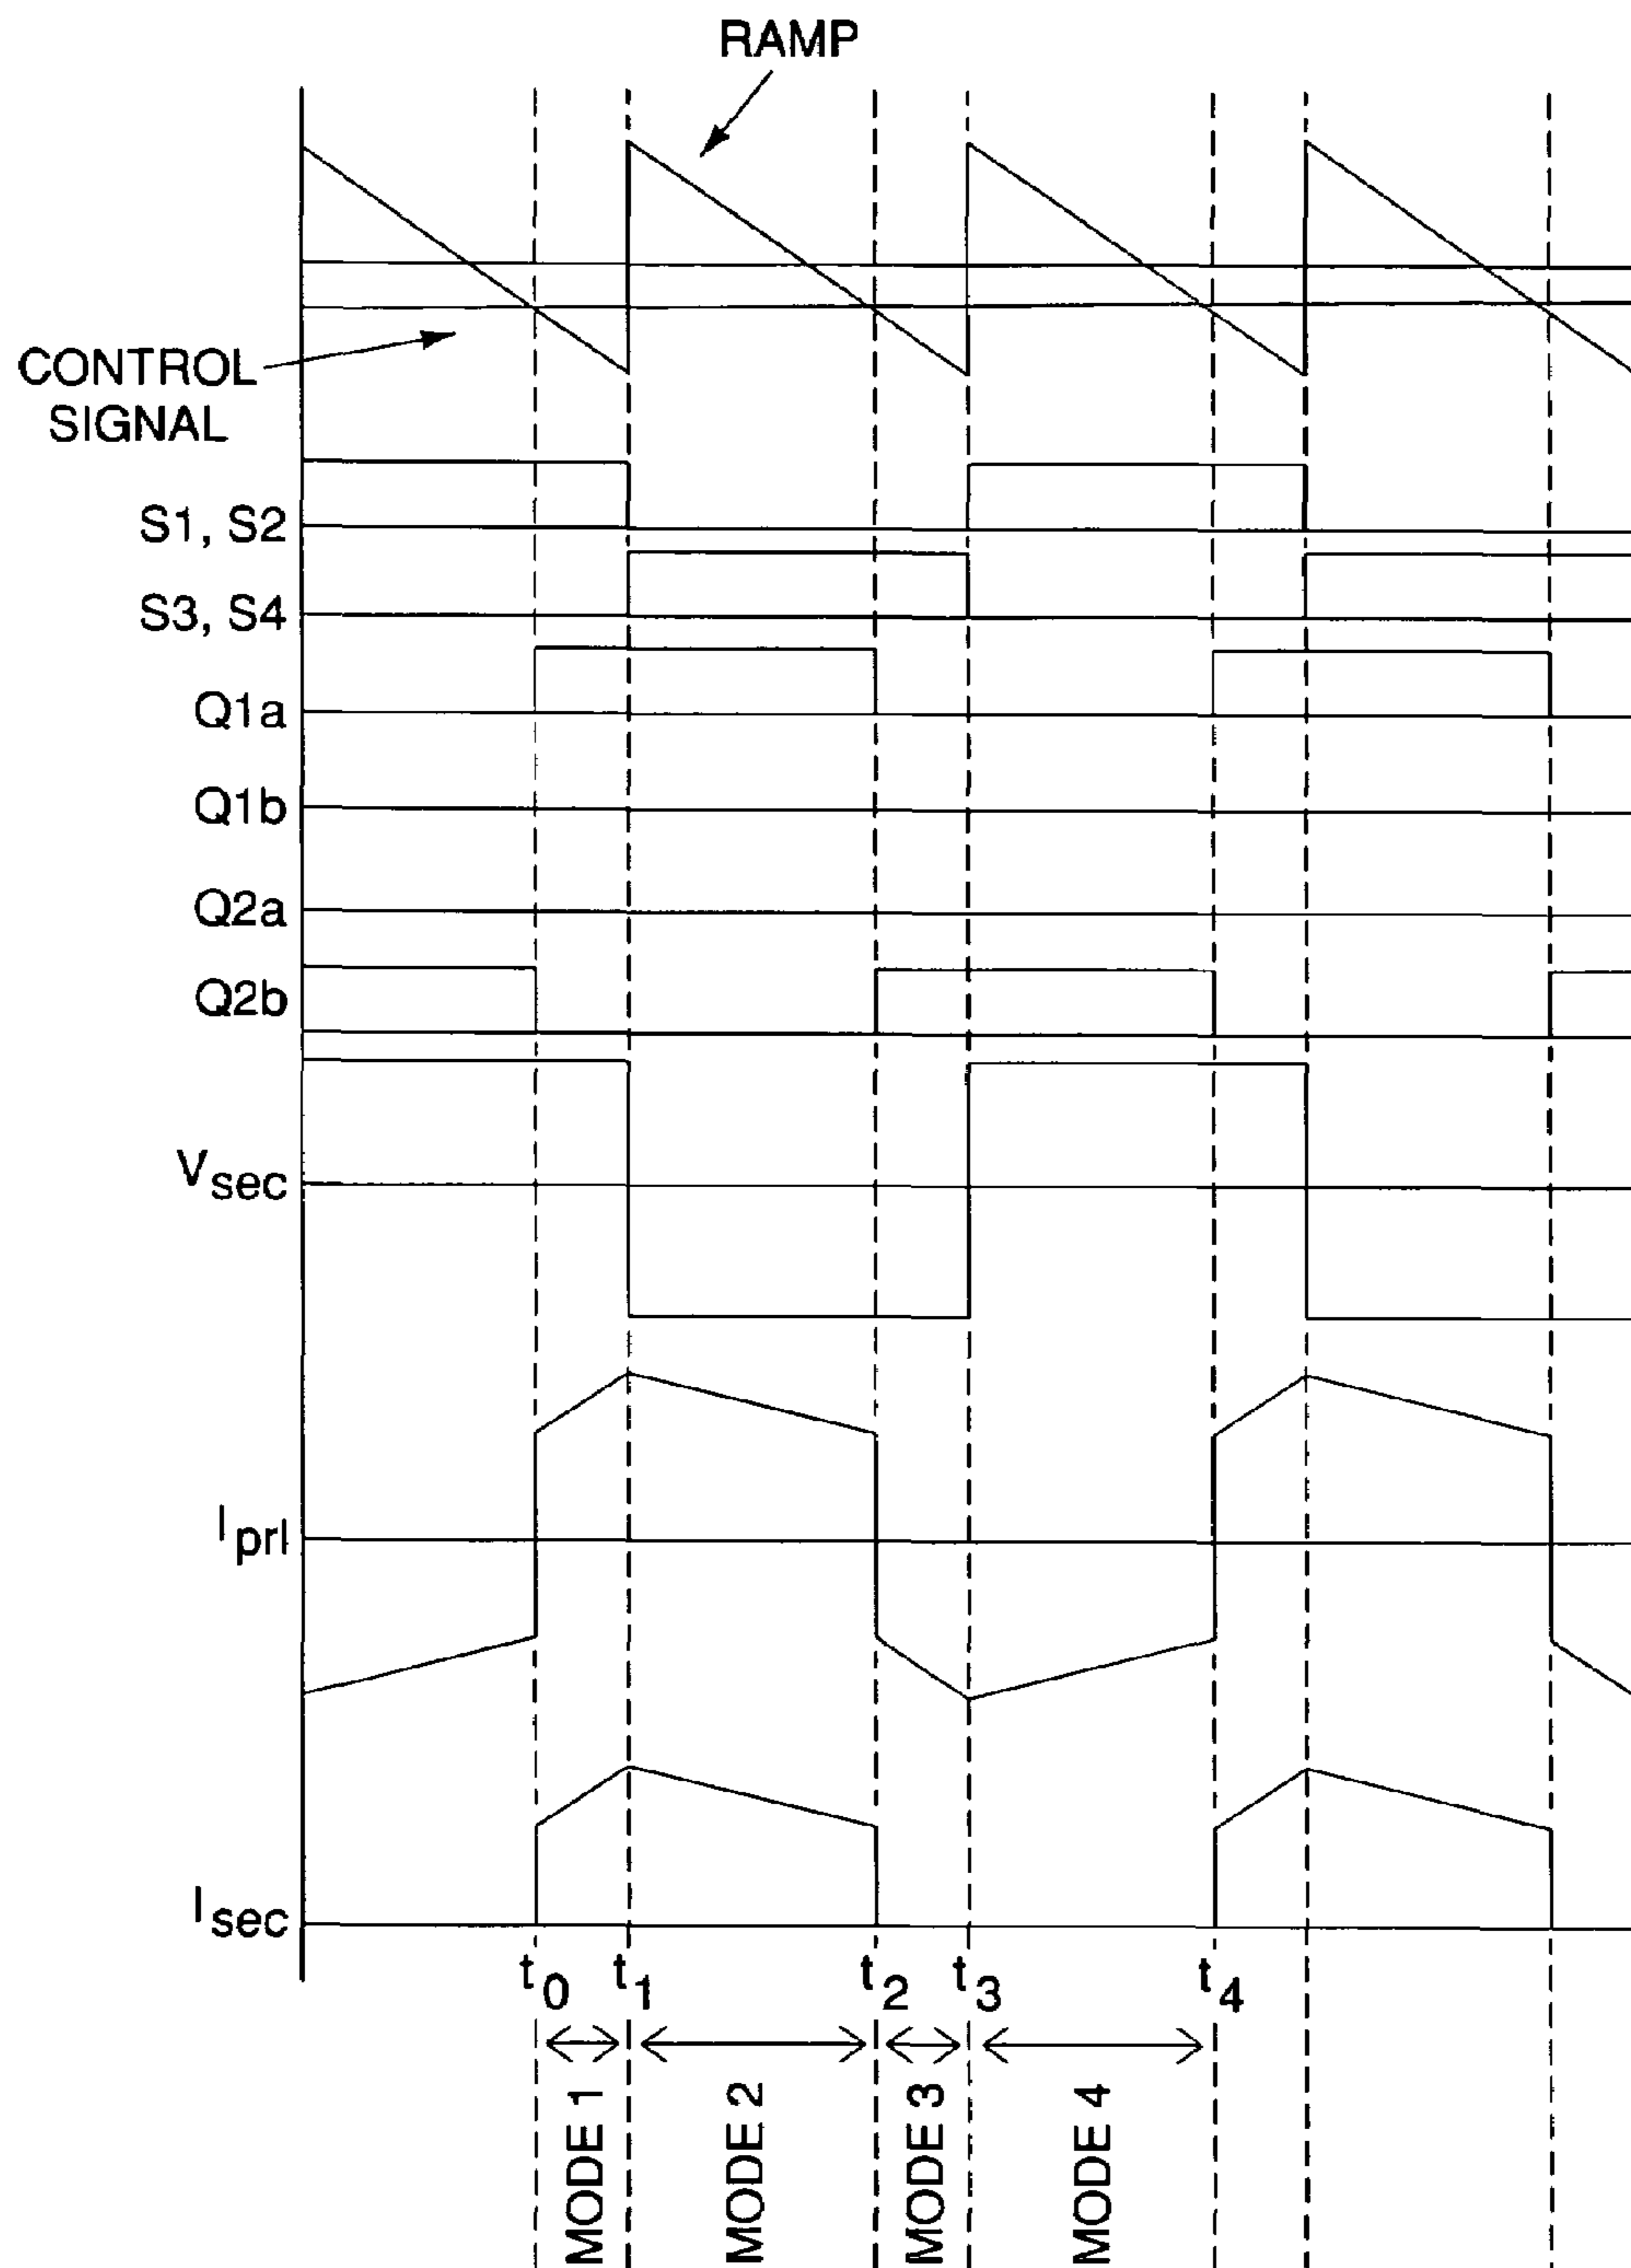 RAMP
CONTROL
SIGNAL
S1, S2
S3, S4
Q1a
Q1b
Q2a
Q2b
Vsec
Iprl
Isec
t0 t1 t2 t3 t4
MODE 1
MODE 2
MODE 3
MODE 4